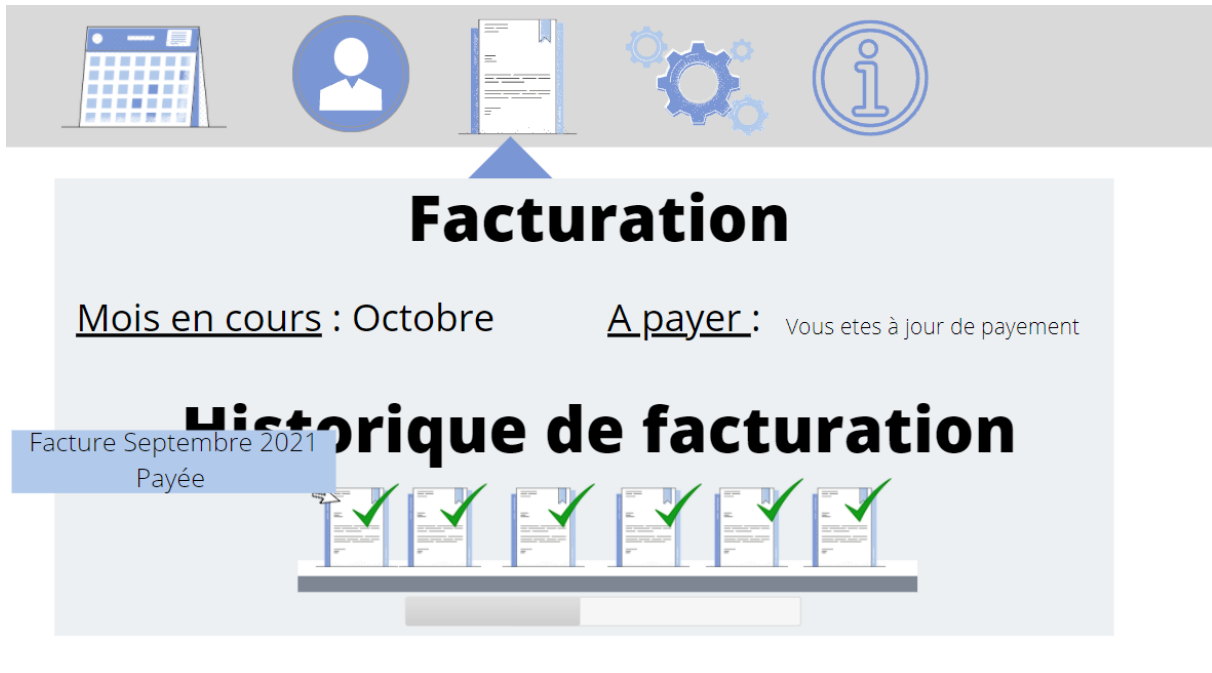 Facturation
Mois en cours : Octobre
A payer :
Vous etes à jour de payement
Historique de facturation
Facture Septembre 2021
Payée